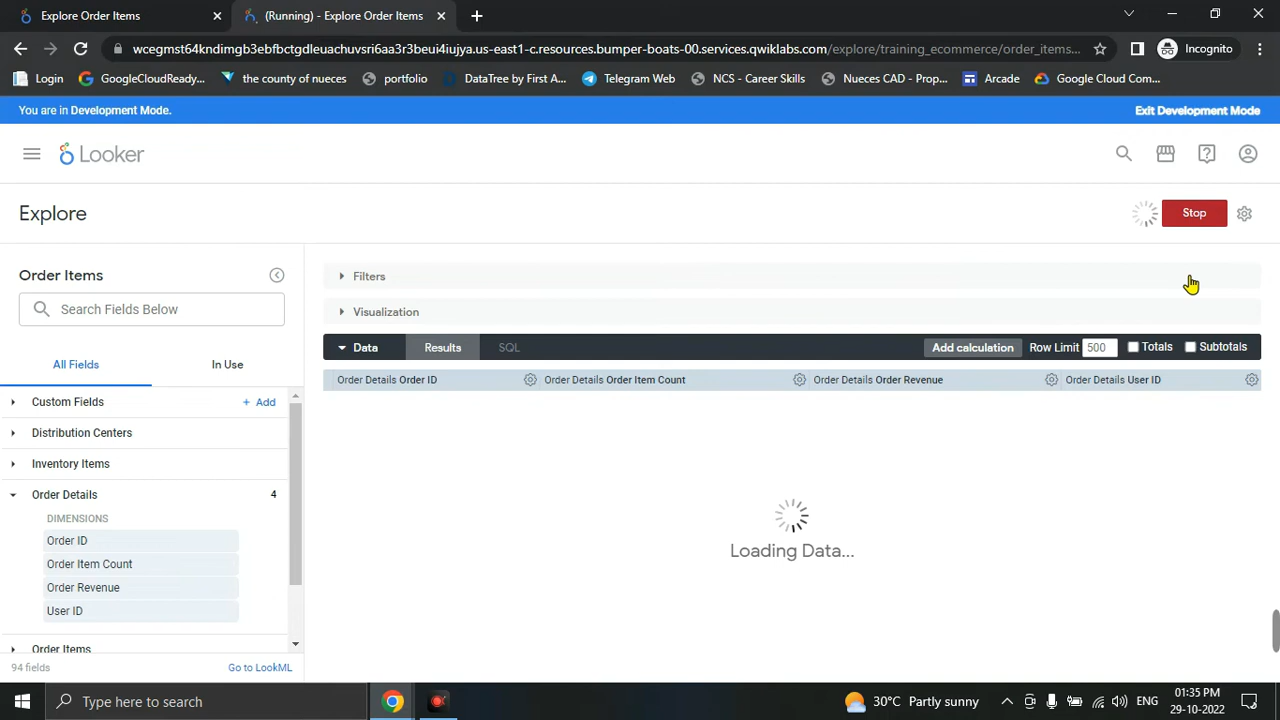 Explore Order Items
(Running) - Explore Order Items
wcegmst64kndimgb3ebfbctgdleuachuvsri6aa3r3beui4iujya.us-east1-c.resources.bumper-boats-00.services.qwiklabs.com/explore/training_ecommerce/order_items...
Incognito
Login
GoogleCloudReady...
the county of nueces
portfolio
DataTree by First A...
Telegram Web
NCS - Career Skills
Nueces CAD - Prop...
Arcade
Google Cloud Com...
You are in Development Mode.
Exit Development Mode
Looker
Explore
Stop
Order Items
Search Fields Below
All Fields
In Use
Custom Fields
+ Add
Distribution Centers
Inventory Items
Order Details
4
DIMENSIONS
Order ID
Order Item Count
Order Revenue
User ID
Order Items
94 fields
Go to LookML
Filters
Visualization
Data
Results
SQL
Add calculation
Row Limit
500
Totals
Subtotals
Order Details Order ID
Order Details Order Item Count
Order Details Order Revenue
Order Details User ID
Loading Data...
Type here to search
30°C Partly sunny
ENG
01:35 PM
29-10-2022